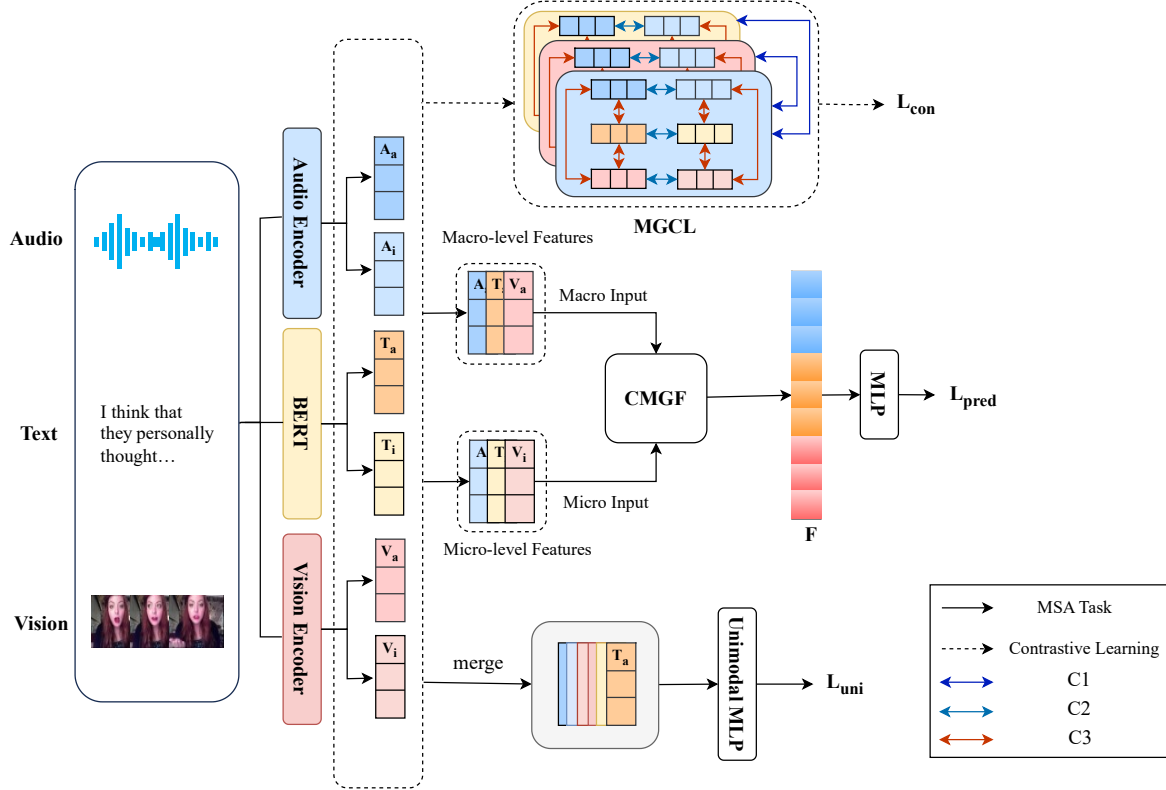 Audio
Text
Vision
I think that
they personally
thought…
Audio Encoder
BERT
Vision Encoder
A_a
A_i
T_a
T_i
V_a
V_i
MGCL
L_con
Macro-level Features
A T V_a
Macro Input
A T V_i
Micro Input
Micro-level Features
CMGF
F
MLP
L_pred
merge
T_a
Unimodal MLP
L_uni
MSA Task
Contrastive Learning
C1
C2
C3